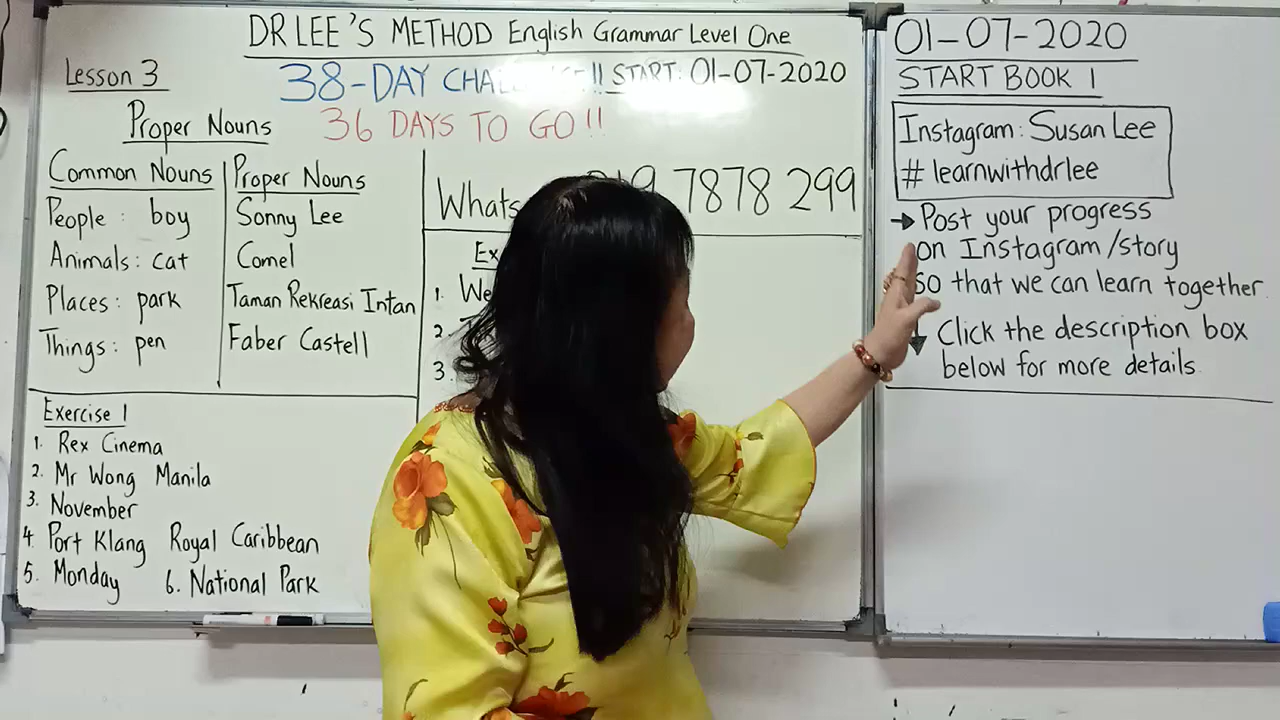 DR LEE'S METHOD English Grammar Level One
Lesson 3
38-DAY START: 01-07-2020
Proper Nouns
36 DAYS TO GO!!
Common Nouns
People: boy
Animals: cat
Places: park
Things: pen
Proper Nouns
Sonny Lee
Comel
Taman Rekreasi Intan
Faber Castell
7878 299
1.
2.
3.
Exercise 1
1. Rex Cinema
2. Mr Wong Manila
3. November
4. Port Klang Royal Caribbean
5. Monday 6. National Park
01-07-2020
START BOOK 1
Instagram: Susan Lee
# learnwithdrlee
→ Post your progress
on Instagram/story
so that we can learn together
Click the description box
below for more details